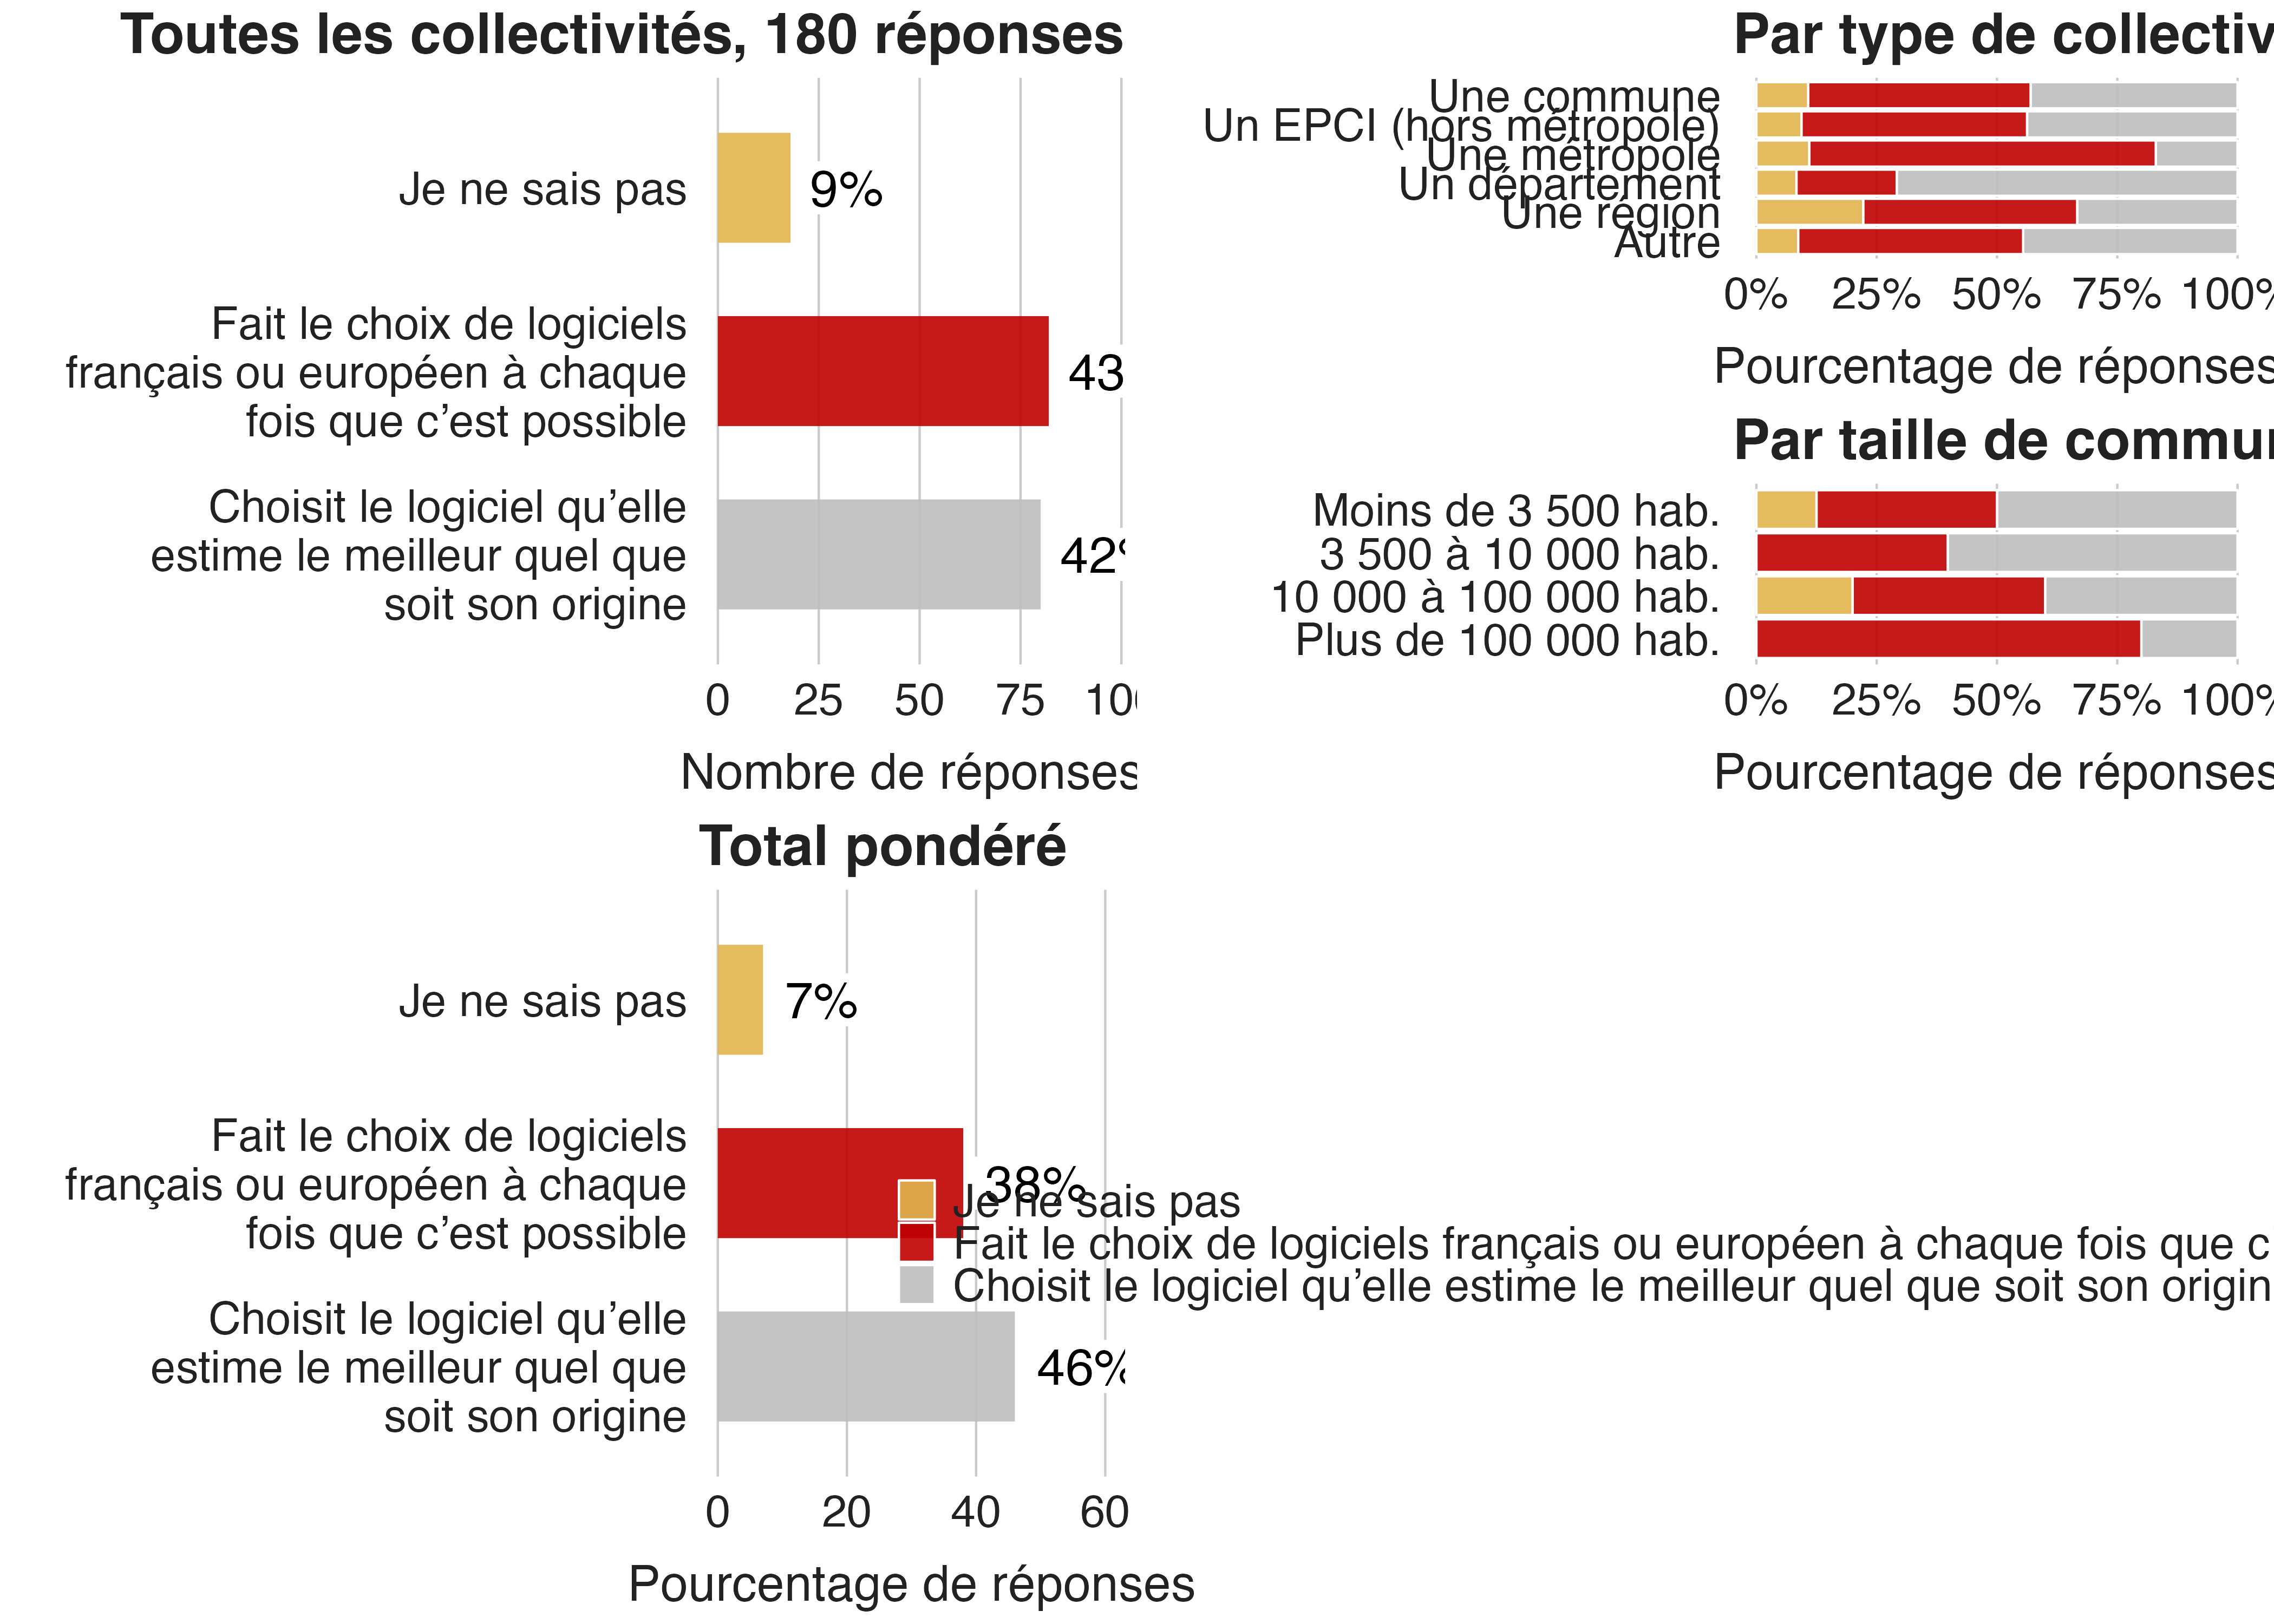 Toutes les collectivités, 180 réponses
Je ne sais pas
9%
Fait le choix de logiciels
français ou européen à chaque
fois que c’est possible
43
Choisit le logiciel qu’elle
estime le meilleur quel que
soit son origine
42%
0 25 50 75 100
Nombre de réponses
Par type de collectiv
Une commune
Un EPCI (hors métropole)
Une métropole
Un département
Une région
Autre
0% 25% 50% 75% 100%
Pourcentage de réponses
Par taille de commun
Moins de 3 500 hab.
3 500 à 10 000 hab.
10 000 à 100 000 hab.
Plus de 100 000 hab.
0% 25% 50% 75% 100%
Pourcentage de réponses
Total pondéré
Je ne sais pas
7%
Fait le choix de logiciels
français ou européen à chaque
fois que c’est possible
38%
Choisit le logiciel qu’elle
estime le meilleur quel que
soit son origine
46%
0 20 40 60
Pourcentage de réponses
Je ne sais pas
Fait le choix de logiciels français ou européen à chaque fois que c
Choisit le logiciel qu’elle estime le meilleur quel que soit son origin